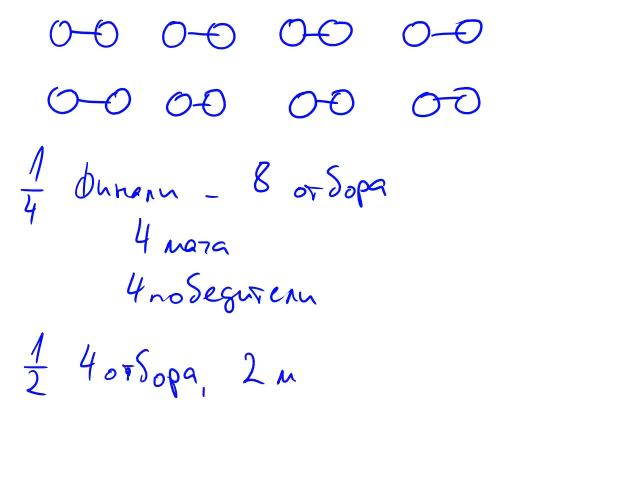 1/4 финали - 8 отбора
4 мача
4 победители
1/2 4 отбора, 2 м